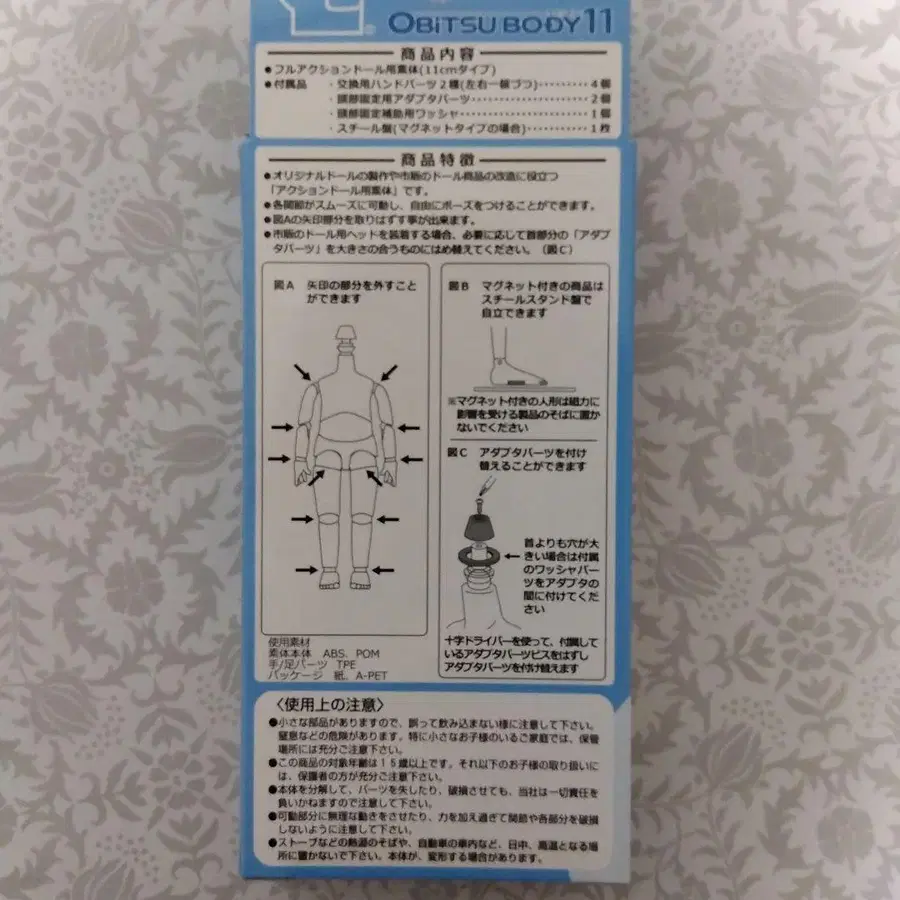 OBITSU BODY 11
商品内容
●フルアクションドール用素体(11cmタイプ)
●付属品 ・交換用ハンドパーツ2種(左右一組づつ)………4個
・頭部固定用アダプタパーツ………2個
・頭部固定補助用ワッシャ………1個
・スチール盤(マグネットタイプの場合)………1枚
商品特徴
●オリジナルドールの製作や市販のドール商品の改造に役立つ
「アクションドール用素体」です。
●各関節がスムーズに可動し、自由にポーズをつけることができます。
●図Aの矢印部分を取りはずす事が出来ます。
●市販のドール用ヘッドを装着する場合、必要に応じて首部分の「アダプ
タパーツ」を大きさの合うものにはめ替えてください。(図C)
図A 矢印の部分を外すこと
ができます
図B マグネット付きの商品は
スチールスタンド盤で
自立できます
※マグネット付きの人形は磁力に
影響を受ける製品のそばに置か
ないでください
図C アダプタパーツを付け
替えることができます
首よりも穴が大
きい場合は付属
のワッシャパー
ツをアダプタの
間に付けてくだ
さい
十字ドライバーを使って、付属して
いるアダプタパーツビスをはずし
アダプタパーツを付け替えます
使用素材
素体本体 ABS、POM
手/足パーツ TPE
パッケージ 紙、A-PET
〈使用上の注意〉
●小さな部品がありますので、誤って飲み込まない様に注意して下さい。
窒息などの危険があります。特に小さなお子様のいるご家庭では、保管
場所には充分ご注意下さい。
●この商品の対象年齢は15歳以上です。それ以下のお子様の取り扱いに
は、保護者の方が充分ご注意下さい。
●本体を分解して、パーツを失したり、破損させても、当社は一切責任を
負いかねますので注意して下さい。
●可動部分に無理な動きをさせたり、力を加え過ぎて関節や各部分を破損
しないように注意して下さい。
●ストーブなどの熱源のそばや、自動車の車内など、日中、高温となる場
所に置かないで下さい。本体が、変形する場合があります。